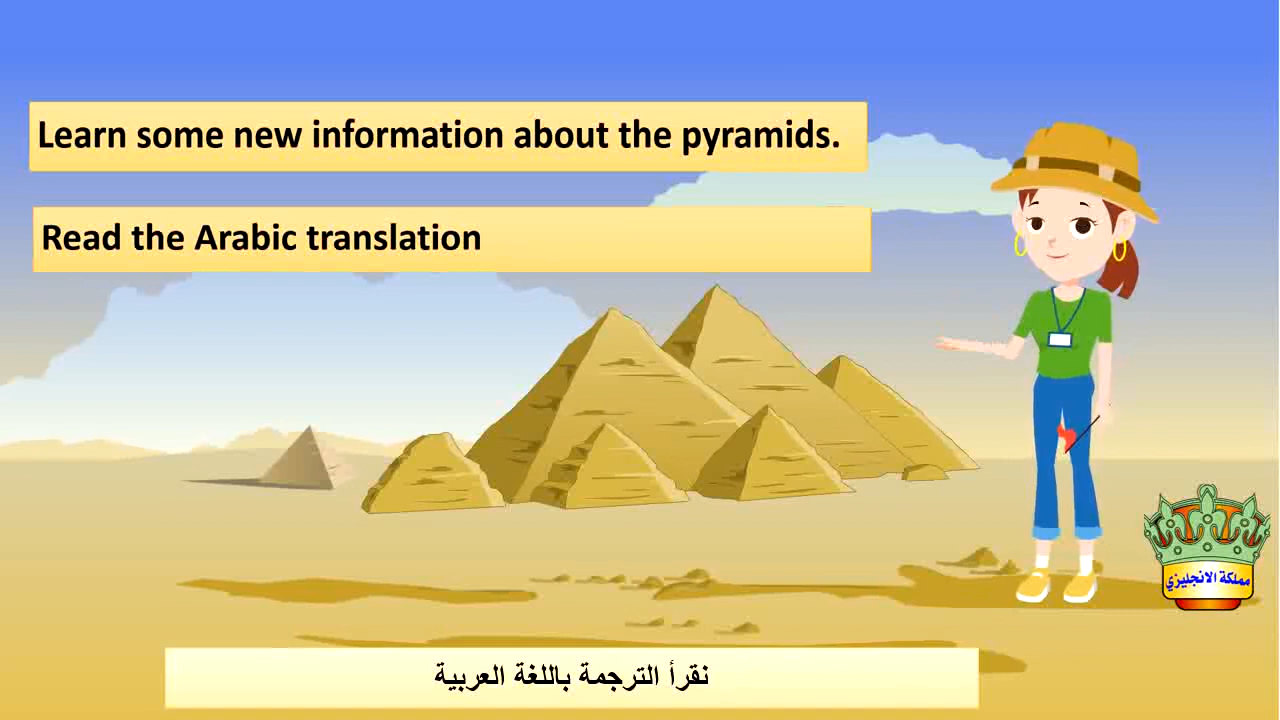 Learn some new information about the pyramids.
Read the Arabic translation
مملكة الانجليزي
نقرأ الترجمة باللغة العربية